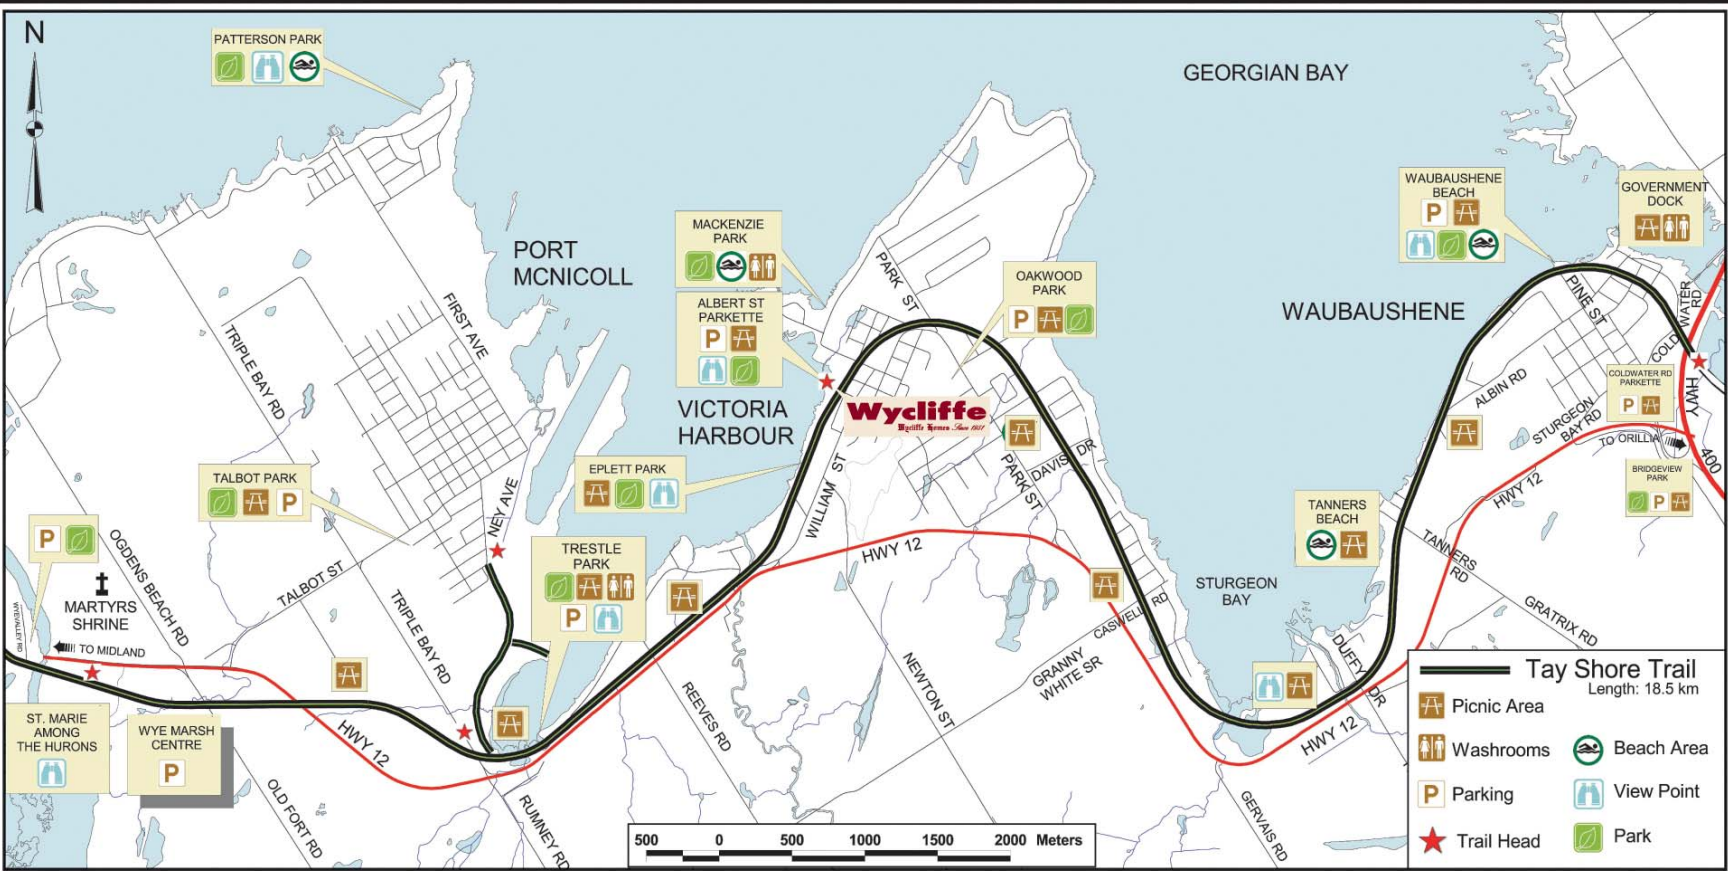 N
PATTERSON PARK
GEORGIAN BAY
PORT
MCNICOLL
MACKENZIE
PARK
ALBERT ST
PARKETTE
P
VICTORIA
HARBOUR
OAKWOOD
PARK
P
PARK ST
WAUBAUSHENE
BEACH
P
GOVERNMENT
DOCK
WAUBAUSHENE
PINE ST
COLD
WATER
RD
HWY
400
COLDWATER RD
PARKETTE
P
ALBIN RD
STURGEON
BAY RD
TO ORILLIA
BRIDGEVIEW
PARK
P
HWY 12
TRIPLE BAY RD
FIRST AVE
Wycliffe
Wycliffe Homes Since 1951
PARK ST
DAVIS DR
WILLIAM ST
EPLETT PARK
TALBOT PARK
P
NEY AVE
TANNERS
BEACH
TANNERS
RD
GRATRIX RD
P
MARTYRS
SHRINE
WYEVALLEY RD
TO MIDLAND
OGDENS BEACH RD
TALBOT ST
TRIPLE BAY RD
TRESTLE
PARK
P
HWY 12
STURGEON
BAY
CASWELL RD
GRANNY
WHITE SR
NEWTON ST
REEVES RD
DUFFY DR
HWY 12
ST. MARIE
AMONG
THE HURONS
WYE MARSH
CENTRE
P
HWY 12
OLD FORT RD
RUMNEY RD
GERVAIS RD
500 0 500 1000 1500 2000 Meters
Tay Shore Trail
Length: 18.5 km
Picnic Area
Washrooms
Beach Area
P Parking
View Point
Trail Head
Park